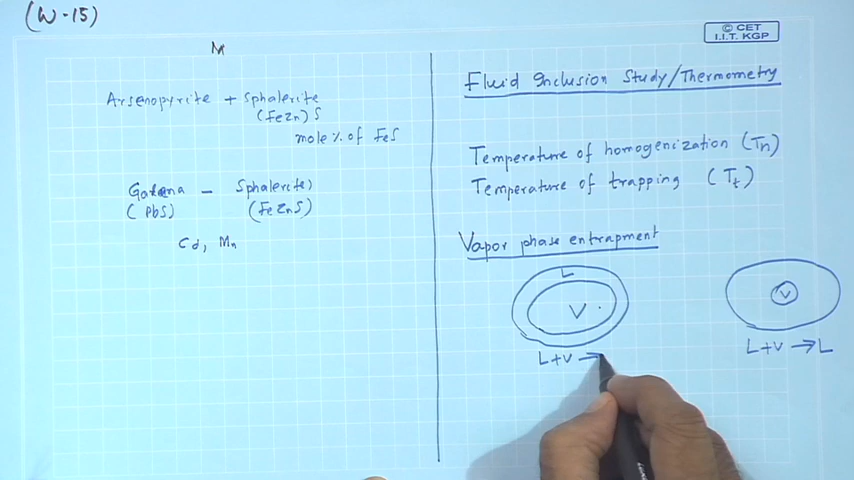 (W-15)
© CET
I.I.T. KGP
M
Arsenopyrite + Sphalerite
(FeZn) S
mole % of FeS
Galena - Sphalerite
(PbS) (FeZnS)
Cd, Mn
Fluid Inclusion Study/Thermometry
Temperature of homogenization (Th)
Temperature of trapping (Tt)
Vapor phase entrapment
L
V
V
L+V →
L+V → L